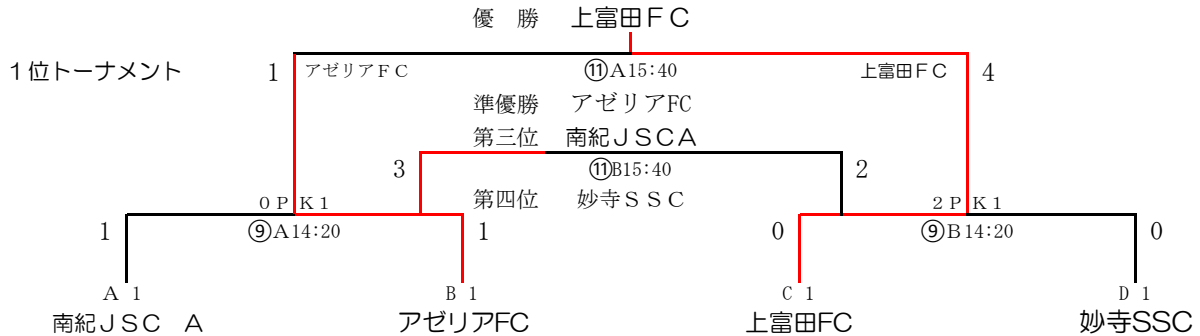 優　勝　上富田ＦＣ
１位トーナメント　1　アゼリアＦＣ　⑪A15:40　上富田ＦＣ　4
準優勝　アゼリアFC
第三位　南紀ＪＳＣＡ
3　⑪B15:40　2
第四位　妙寺ＳＳＣ
0ＰＫ1　2ＰＫ1
1　⑨A14:20　1　0　⑨B14:20　0
Ａ 1　Ｂ 1　Ｃ 1　Ｄ 1
南紀ＪＳＣ　Ａ　アゼリアFC　上富田FC　妙寺SSC